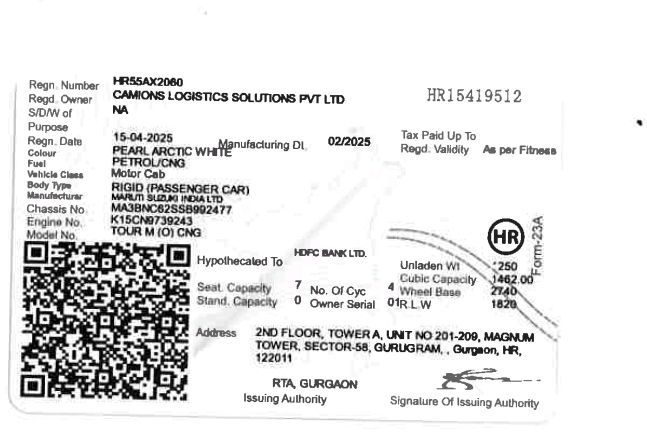 Regn. Number HR55AX2060
Regd. Owner CAMIONS LOGISTICS SOLUTIONS PVT LTD HR15419512
S/D/W of NA
Purpose
Regn. Date 15-04-2025 Manufacturing Dt. 02/2025 Tax Paid Up To
Colour PEARL ARCTIC WHITE Regd. Validity As per Fitness
Fuel PETROL/CNG
Vehicle Class Motor Cab
Body Type RIGID (PASSENGER CAR)
Manufacturer MARUTI SUZUKI INDIA LTD
Chassis No. MA3BNC62SSB992477
Engine No. K15CN9739243
Model No. TOUR M (O) CNG
HR
Form-23A
Hypothecated To HDFC BANK LTD.
Unladen Wt 1250
Cubic Capacity 1462.00
Seat. Capacity 7 No. Of Cyc 4 Wheel Base 2740
Stand. Capacity 0 Owner Serial 01 R.L.W 1820
Address 2ND FLOOR, TOWER A, UNIT NO 201-209, MAGNUM
TOWER, SECTOR-58, GURUGRAM, , Gurgaon, HR,
122011
RTA, GURGAON
Issuing Authority Signature Of Issuing Authority